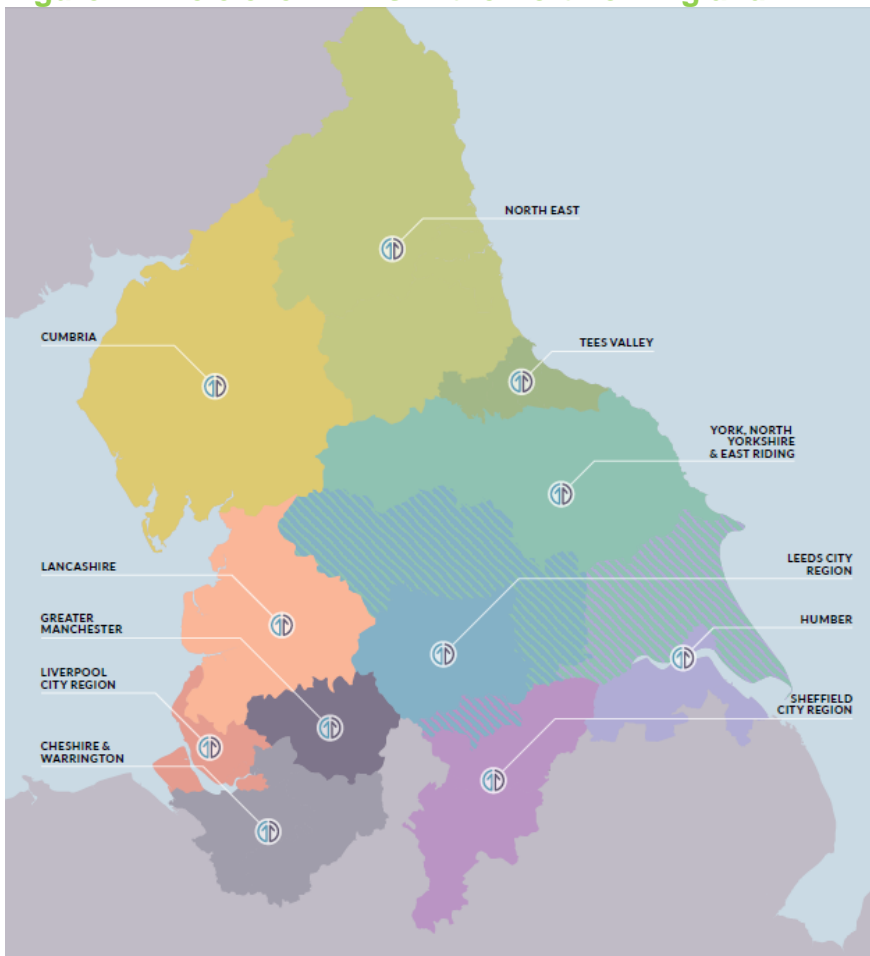 NORTH EAST
CUMBRIA
TEES VALLEY
YORK, NORTH
YORKSHIRE
& EAST RIDING
LANCASHIRE
LEEDS CITY
REGION
GREATER
MANCHESTER
HUMBER
LIVERPOOL
CITY REGION
SHEFFIELD
CITY REGION
CHESHIRE &
WARRINGTON